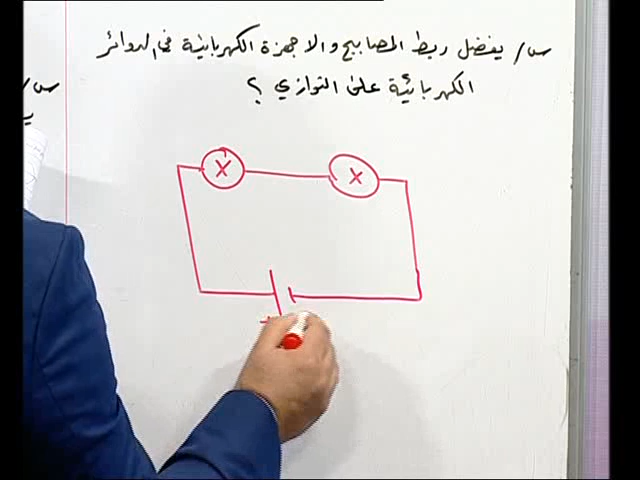 س/ يفضل ربط المصابيح والاجهزة الكهربائية في الدوائر
الكهربائية على التوازي ؟
س/
X X